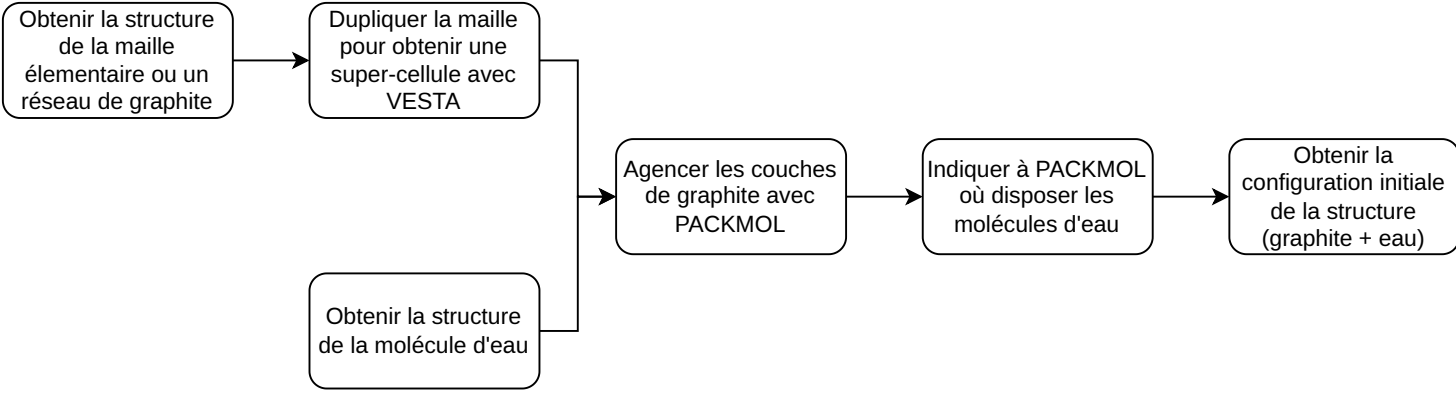 Obtenir la structure
de la maille
élementaire ou un
réseau de graphite
Dupliquer la maille
pour obtenir une
super-cellule avec
VESTA
Obtenir la structure
de la molécule d'eau
Agencer les couches
de graphite avec
PACKMOL
Indiquer à PACKMOL
où disposer les
molécules d'eau
Obtenir la
configuration initiale
de la structure
(graphite + eau)